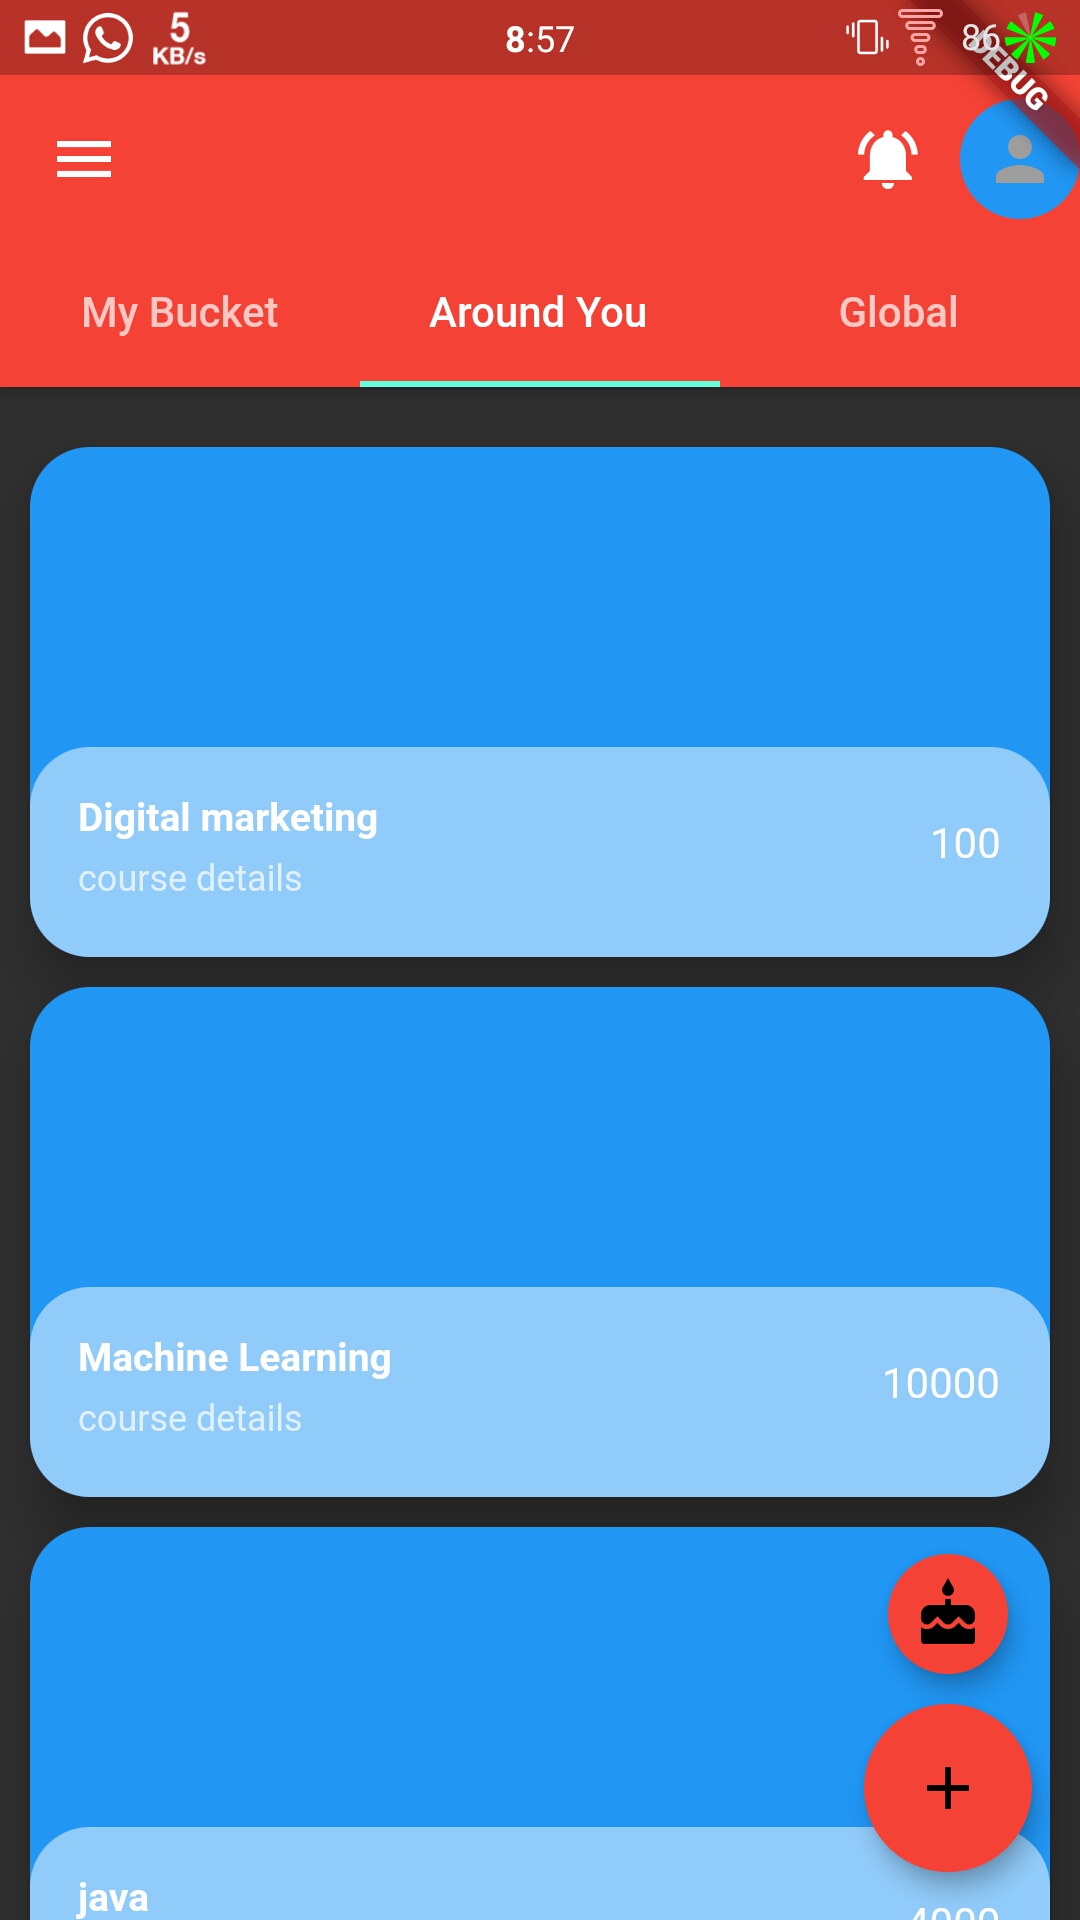 5
KB/s
8:57
86
DEBUG
My Bucket
Around You
Global
Digital marketing
course details
100
Machine Learning
course details
10000
java
4000